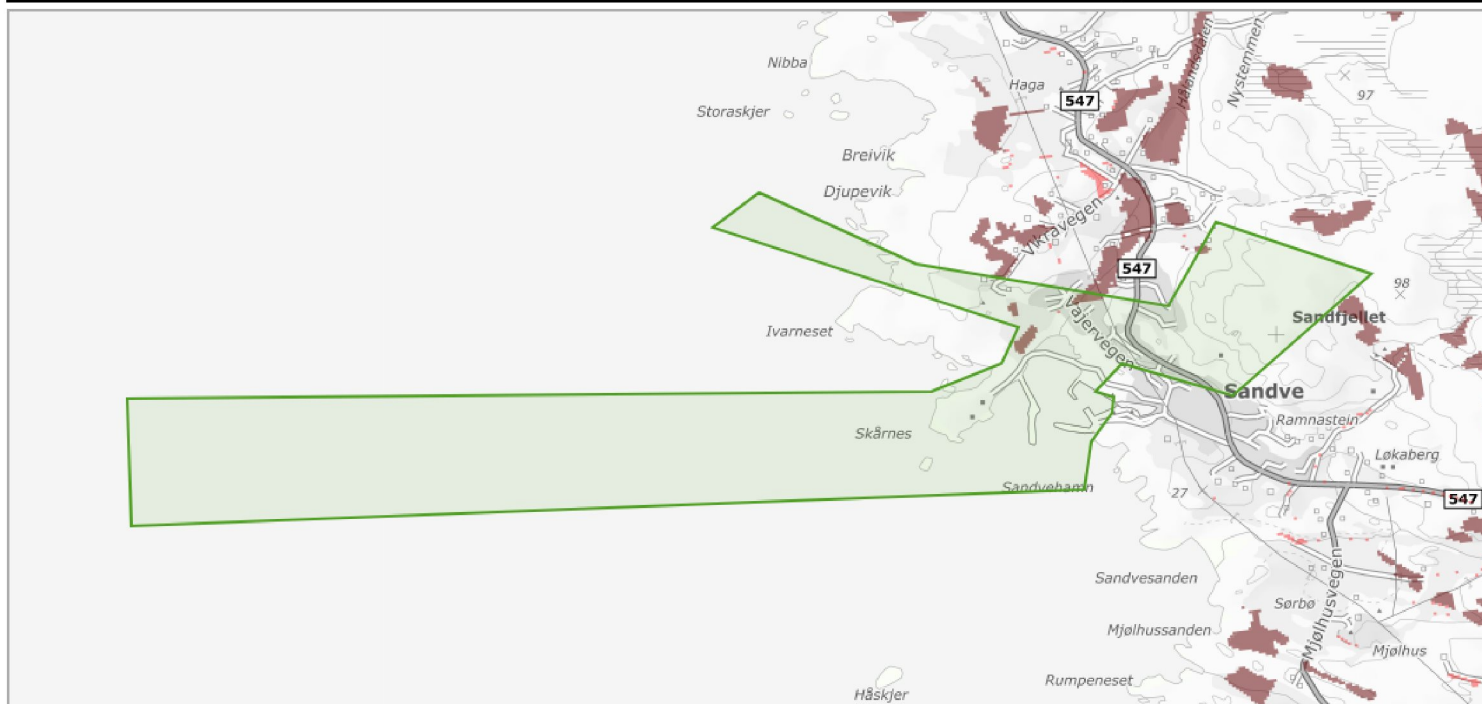 Nibba
Haga
Hålandsdalen
Nystemmen
547
97
Storaskjer
Breivik
Djupevik
Vikravegen
547
98
Sandfjellet
Ivarneset
Vajervegen
Sandve
Ramnastein
Skårnes
Løkaberg
Sandvehamn
27
547
Sandvesanden
Sørbø
Mjølhusvegen
Mjølhussanden
Mjølhus
Rumpeneset
Håskjer